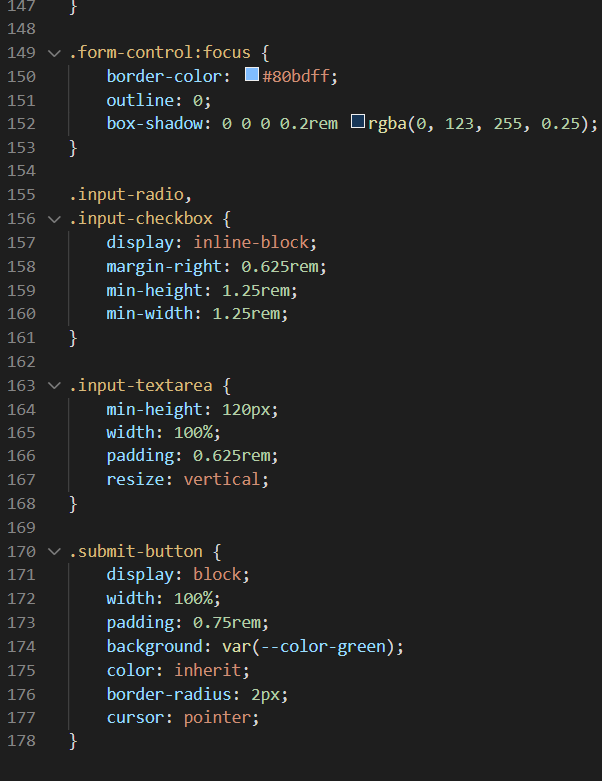 147 }
148
149 .form-control:focus {
150 border-color: #80bdff;
151 outline: 0;
152 box-shadow: 0 0 0 0.2rem rgba(0, 123, 255, 0.25);
153 }
154
155 .input-radio,
156 .input-checkbox {
157 display: inline-block;
158 margin-right: 0.625rem;
159 min-height: 1.25rem;
160 min-width: 1.25rem;
161 }
162
163 .input-textarea {
164 min-height: 120px;
165 width: 100%;
166 padding: 0.625rem;
167 resize: vertical;
168 }
169
170 .submit-button {
171 display: block;
172 width: 100%;
173 padding: 0.75rem;
174 background: var(--color-green);
175 color: inherit;
176 border-radius: 2px;
177 cursor: pointer;
178 }